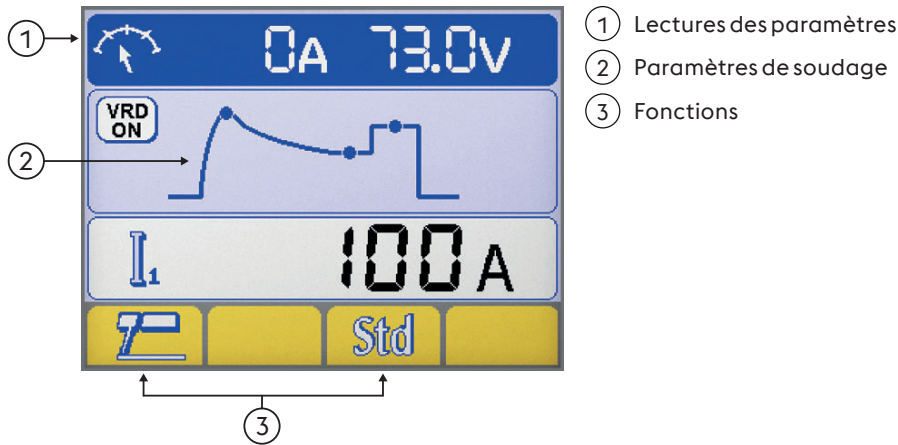 1 0A 73.0V
VRD
ON
2
I1 100 A
Std
3
1 Lectures des paramètres
2 Paramètres de soudage
3 Fonctions